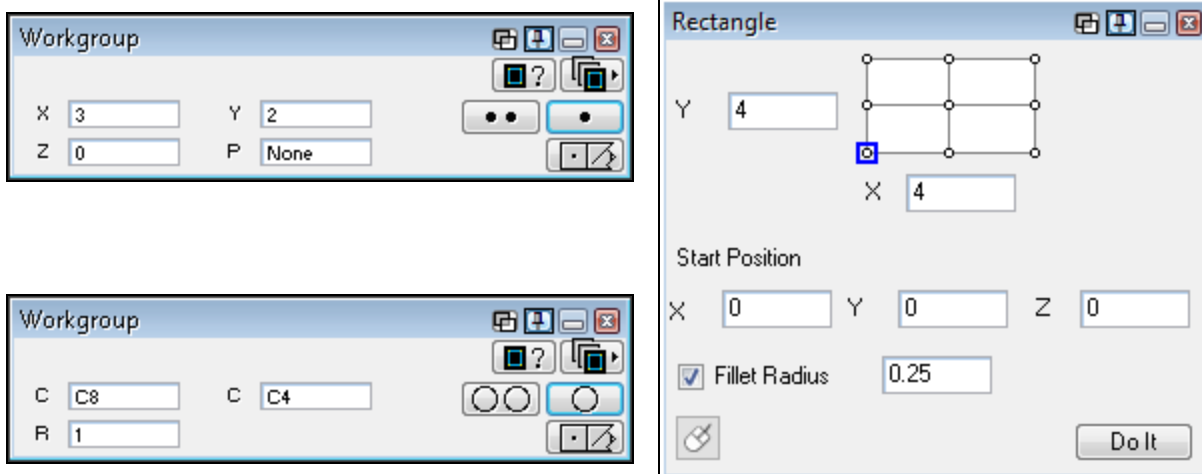 Workgroup
?
X 3 Y 2
Z 0 P None
Workgroup
?
C C8 C C4
R 1
Rectangle
Y 4
X 4
Start Position
X 0 Y 0 Z 0
Fillet Radius 0.25
Do It